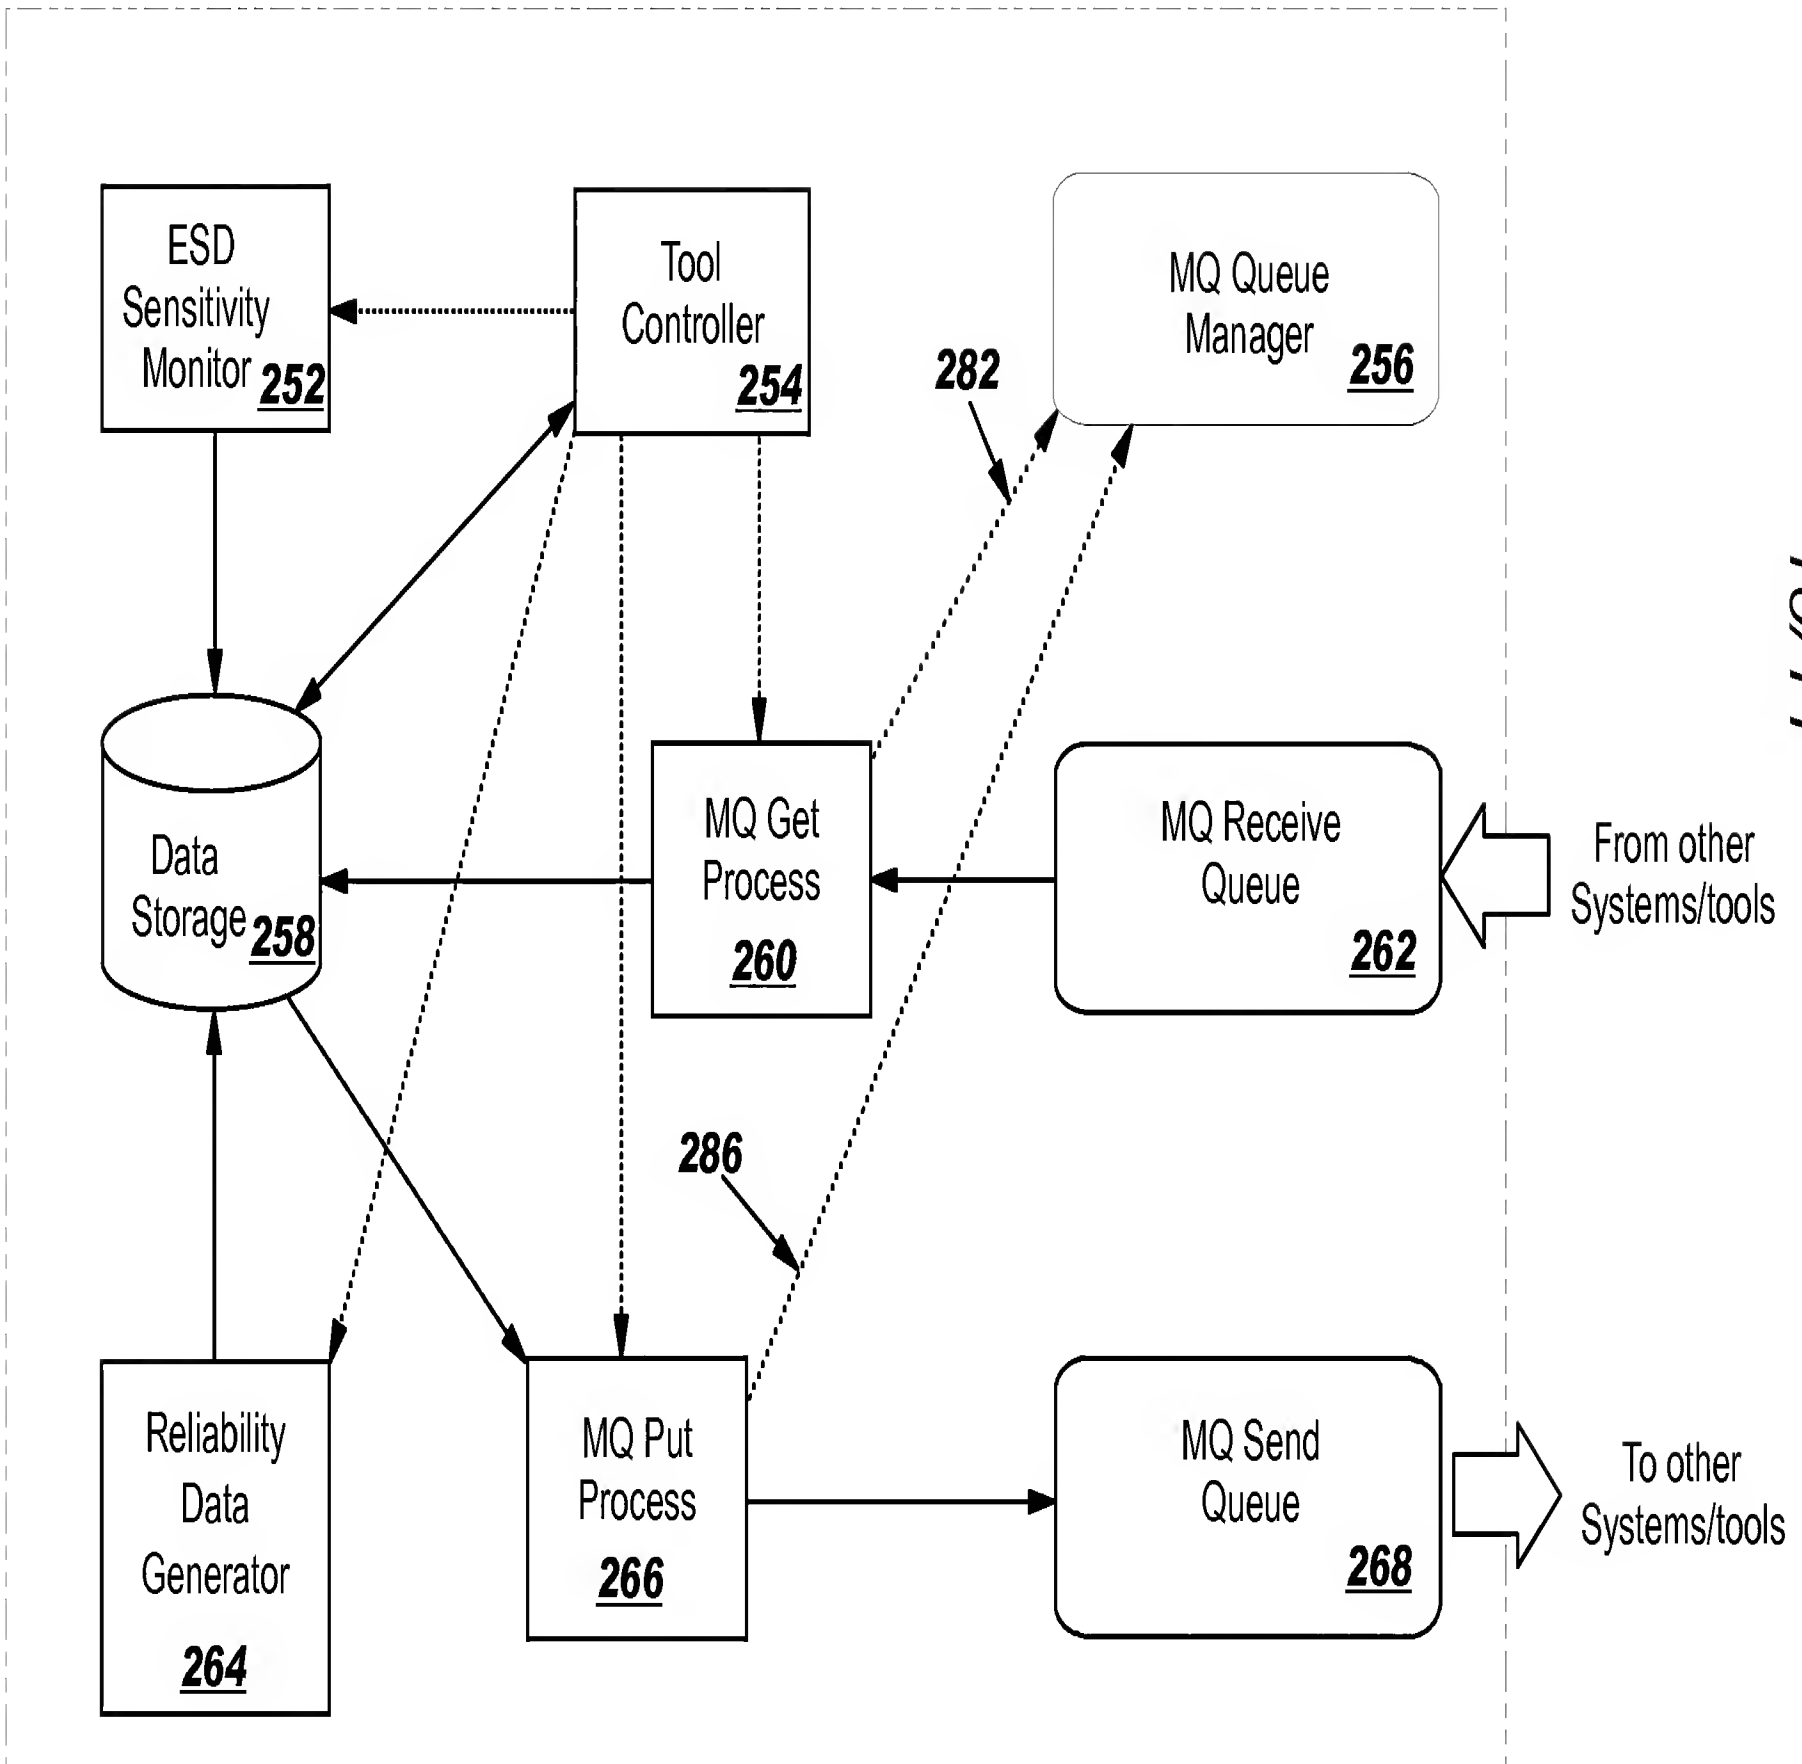 ESD
Sensitivity
Monitor 252
Tool
Controller
254
MQ Queue
Manager
256
282
Data
Storage 258
MQ Get
Process
260
MQ Receive
Queue
262
From other
Systems/tools
286
Reliability
Data
Generator
264
MQ Put
Process
266
MQ Send
Queue
268
To other
Systems/tools